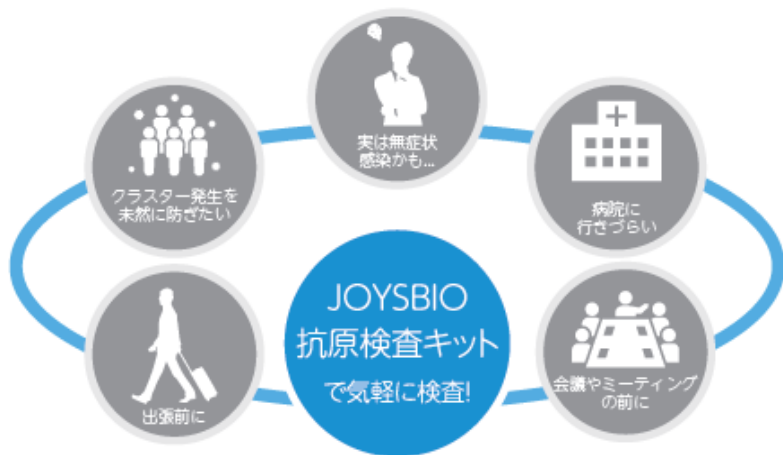 実は無症状
感染かも...
クラスター発生を
未然に防ぎたい
病院に
行きづらい
JOYSBIO
抗原検査キット
で気軽に検査!
出張前に
会議やミーティング
の前に